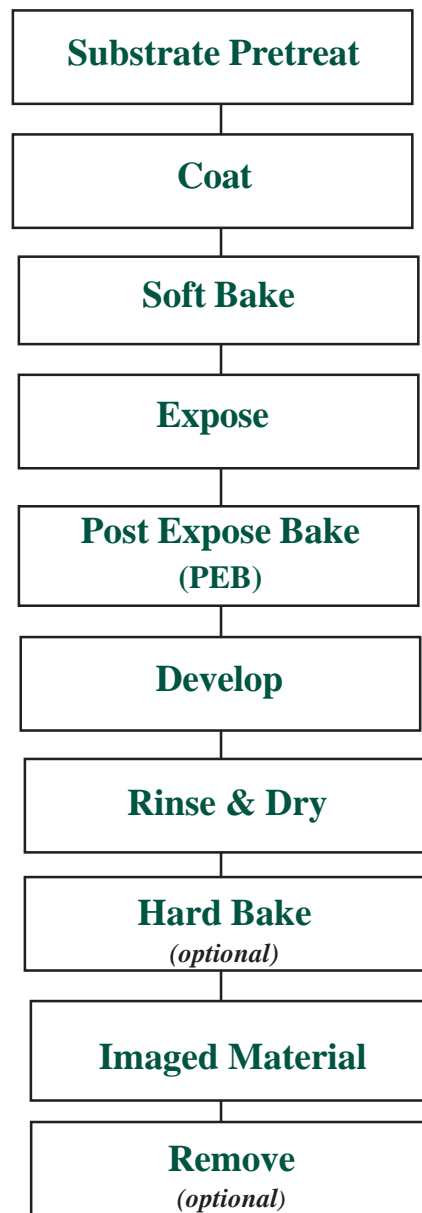 Substrate Pretreat
Coat
Soft Bake
Expose
Post Expose Bake
(PEB)
Develop
Rinse & Dry
Hard Bake
(optional)
Imaged Material
Remove
(optional)